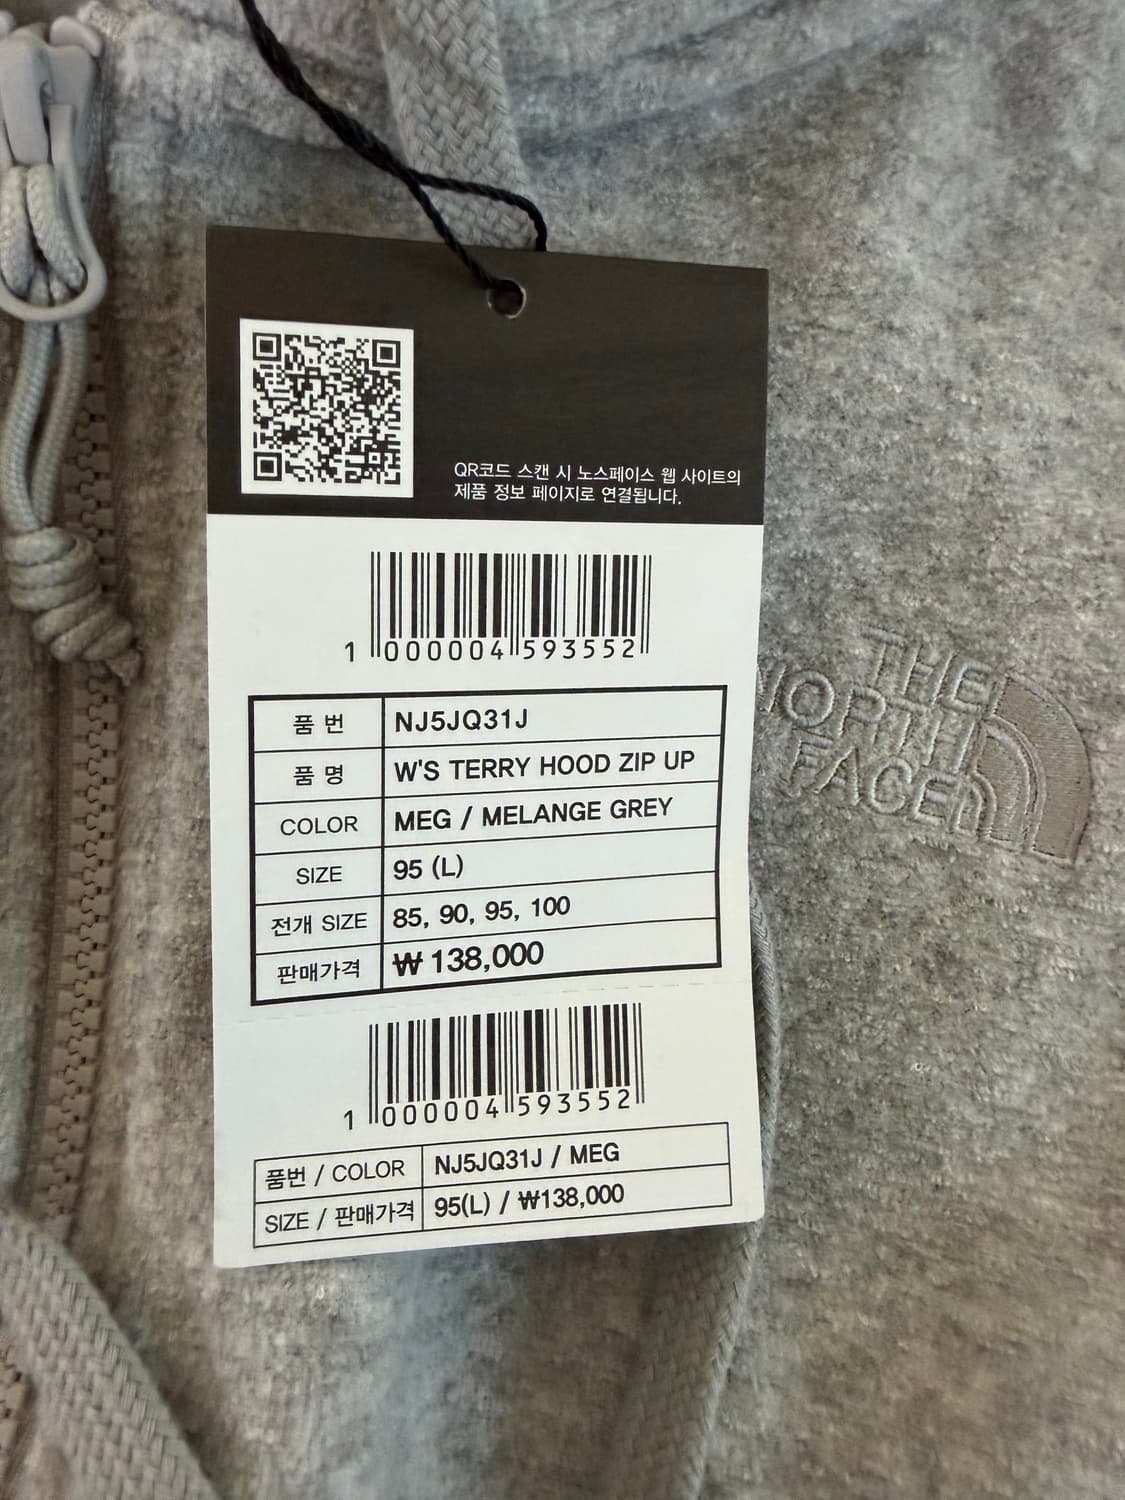 QR코드 스캔 시 노스페이스 웹 사이트의
제품 정보 페이지로 연결됩니다.
1 000004 593552
품 번 NJ5JQ31J
품 명 W'S TERRY HOOD ZIP UP
COLOR MEG / MELANGE GREY
SIZE 95 (L)
전개 SIZE 85, 90, 95, 100
판매가격 ₩ 138,000
1 000004 593552
품번 / COLOR NJ5JQ31J / MEG
SIZE / 판매가격 95(L) / ₩138,000
THE
NORTH
FACE